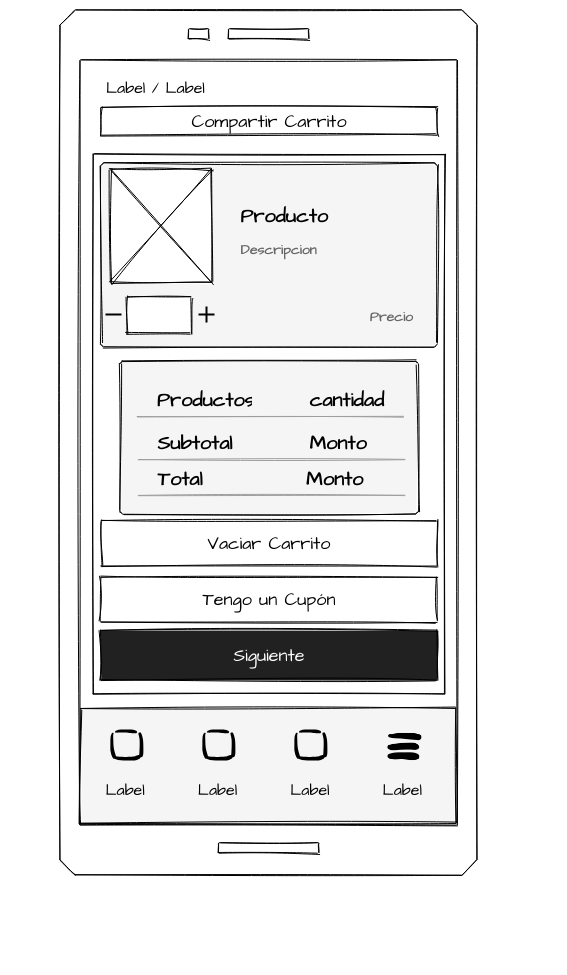 Label / Label
Compartir Carrito
Producto
Descripcion
− +
Precio
Productos cantidad
Subtotal Monto
Total Monto
Vaciar Carrito
Tengo un Cupón
Siguiente
Label Label Label Label